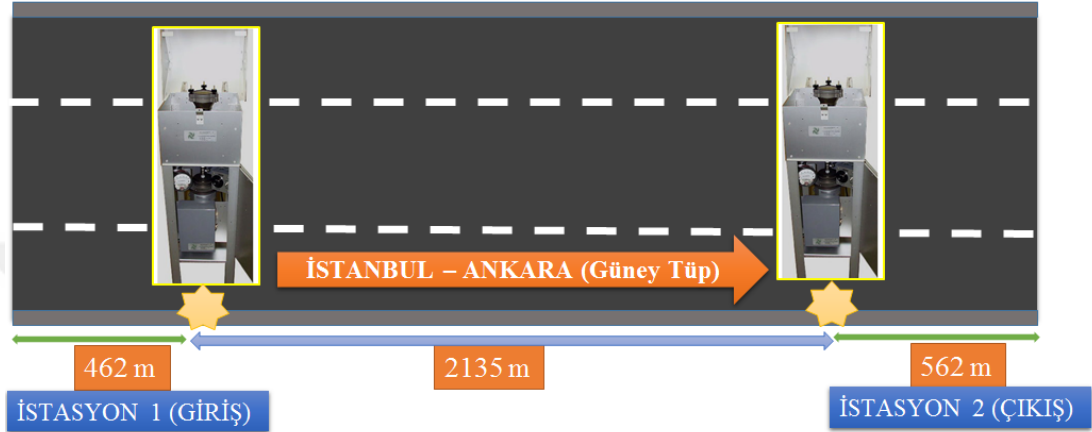 İSTANBUL – ANKARA (Güney Tüp)
462 m
2135 m
562 m
İSTASYON 1 (GİRİŞ)
İSTASYON 2 (ÇIKIŞ)